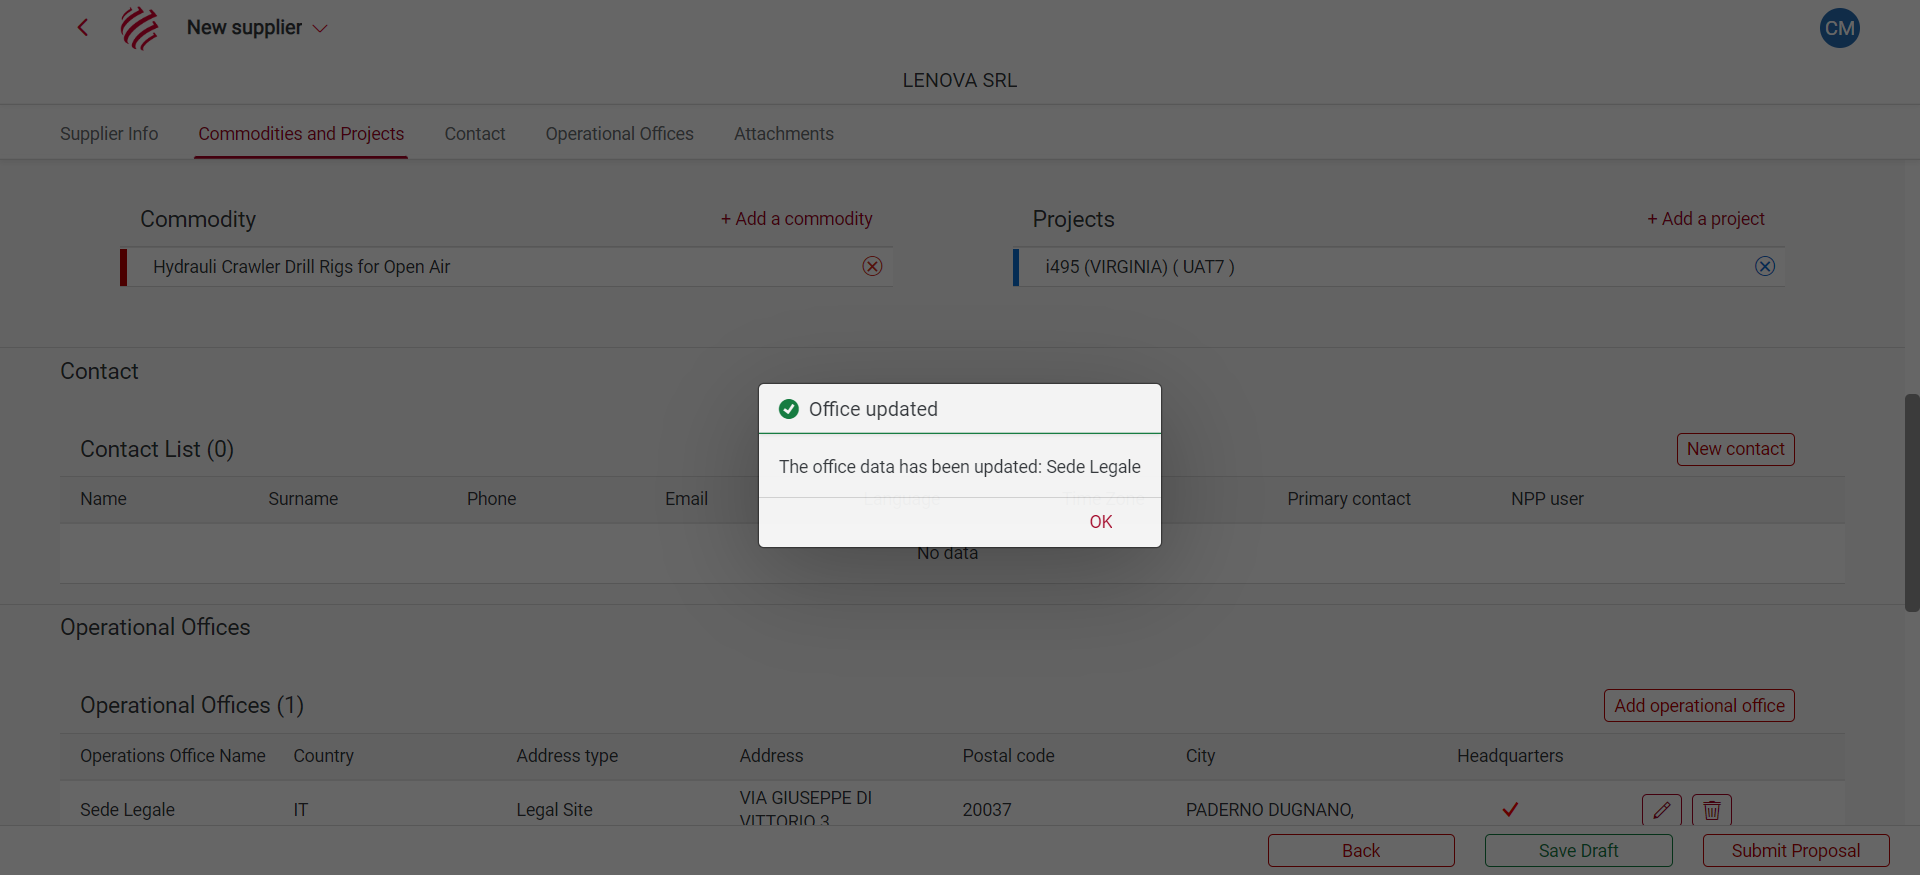 New supplier
CM
LENOVA SRL
Supplier Info
Commodities and Projects
Contact
Operational Offices
Attachments
Commodity
+ Add a commodity
Projects
+ Add a project
Hydrauli Crawler Drill Rigs for Open Air
i495 (VIRGINIA) ( UAT7 )
Contact
Office updated
The office data has been updated: Sede Legale
OK
Contact List (0)
New contact
Name
Surname
Phone
Email
Language
Time Zone
Primary contact
NPP user
No data
Operational Offices
Operational Offices (1)
Add operational office
Operations Office Name
Country
Address type
Address
Postal code
City
Headquarters
Sede Legale
IT
Legal Site
VIA GIUSEPPE DI
VITTORIO 3
20037
PADERNO DUGNANO,
Back
Save Draft
Submit Proposal